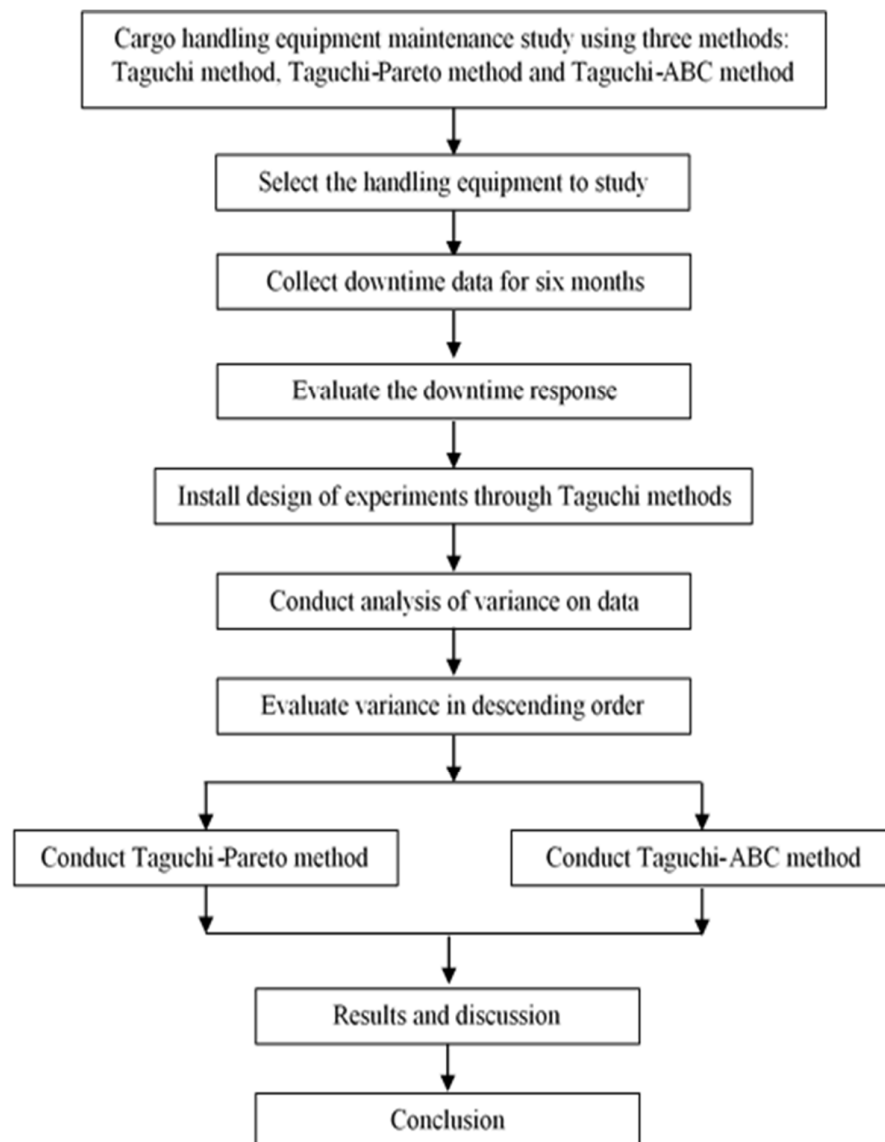 Cargo handling equipment maintenance study using three methods:
Taguchi method, Taguchi-Pareto method and Taguchi-ABC method
Select the handling equipment to study
Collect downtime data for six months
Evaluate the downtime response
Install design of experiments through Taguchi methods
Conduct analysis of variance on data
Evaluate variance in descending order
Conduct Taguchi-Pareto method
Conduct Taguchi-ABC method
Results and discussion
Conclusion